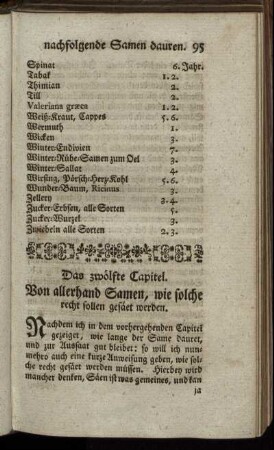 nachfolgende Samen dauren. 95
Spinat 6. Jahr.
Tabak 1. 2.
Thimian 2.
Till 2.
Valeriana græca 1. 2.
Weiß-Kraut, Cappes 5. 6.
Wermuth 1.
Wicken 3.
Winter-Endivien 7.
Winter-Rübe-Samen zum Oel 3.
Winter-Sallat 4.
Wirsing, Pörsch-Hertz-Kohl 5. 6.
Wunder-Baum, Ricinus 3.
Zellery 3. 4.
Zucker-Erbsen, alle Sorten 5.
Zucker-Wurzel 3.
Zwiebeln alle Sorten 2. 3.
Das zwölfte Capitel.
Von allerhand Samen, wie solche
recht sollen gesäet werden.
Nachdem ich in dem vorhergehenden Capitel
gezeiget, wie lange der Same dauret,
und zur Aussaat gut bleibet: so will ich nun-
mehro auch eine kurze Anweisung geben, wie sol-
che recht gesäet werden müssen. Hierbey wird
mancher denken, Säen ist was gemeines, und kan
ja